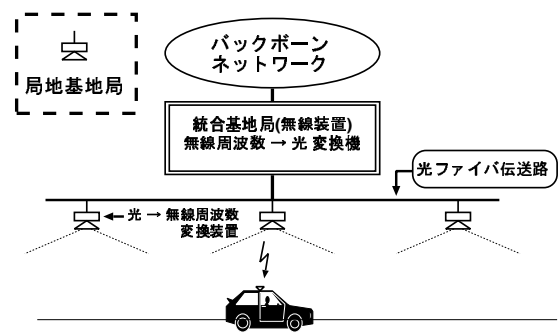 バックボーン
ネットワーク
局地基地局
統合基地局(無線装置)
無線周波数 → 光 変換機
光ファイバ伝送路
光 → 無線周波数
変換装置